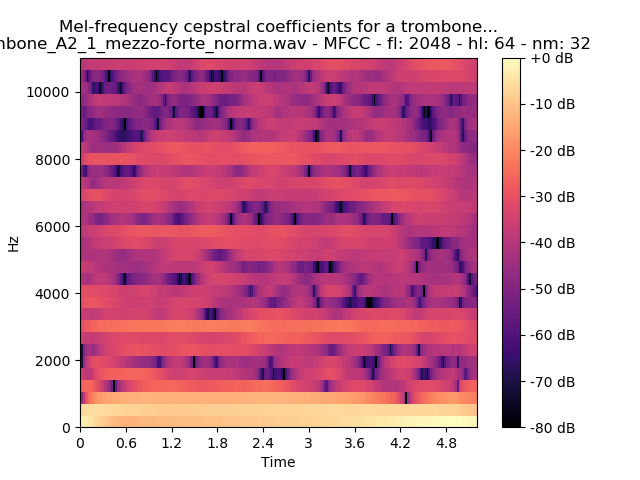 Mel-frequency cepstral coefficients for a trombone...
nbone_A2_1_mezzo-forte_norma.wav - MFCC - fl: 2048 - hl: 64 - nm: 32
+0 dB
10000
-10 dB
8000
-20 dB
-30 dB
6000
Hz
-40 dB
4000
-50 dB
-60 dB
2000
-70 dB
0
-80 dB
0 0.6 1.2 1.8 2.4 3 3.6 4.2 4.8
Time